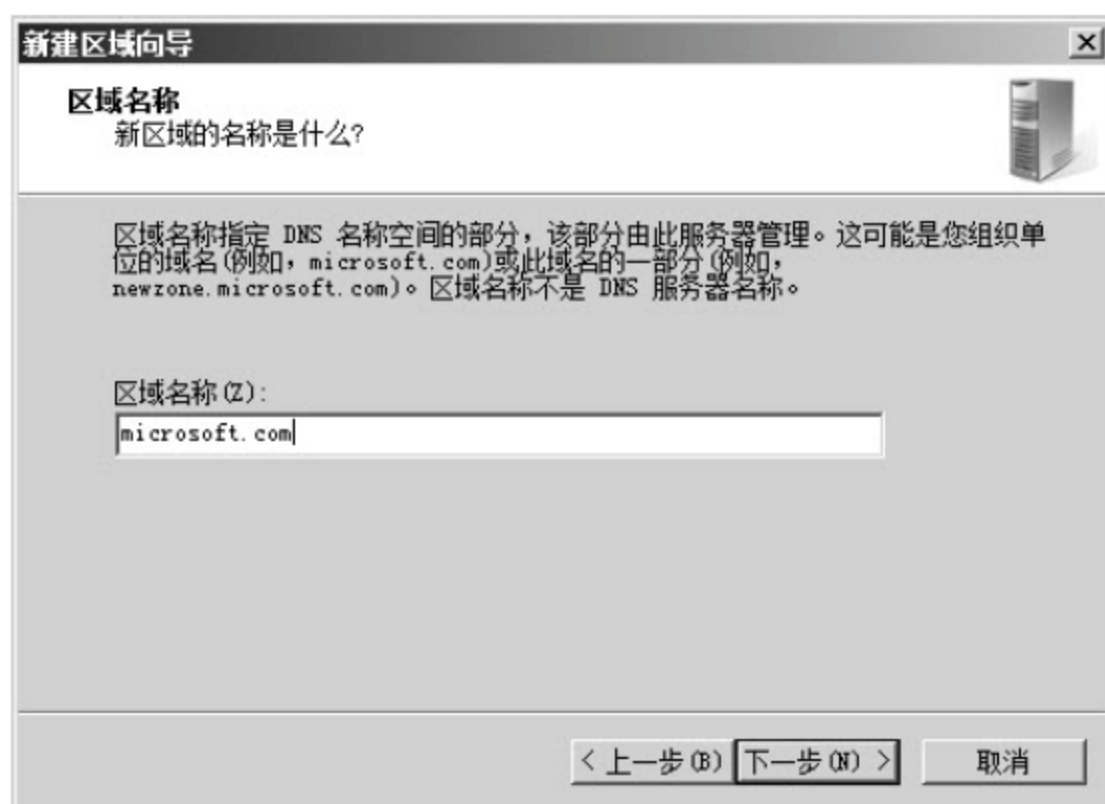 新建区域向导
区域名称
新区域的名称是什么?
区域名称指定 DNS 名称空间的部分，该部分由此服务器管理。这可能是您组织单
位的域名(例如，microsoft.com)或此域名的一部分(例如，
newzone.microsoft.com)。区域名称不是 DNS 服务器名称。
区域名称(Z):
microsoft.com
< 上一步(B) 下一步(N) > 取消